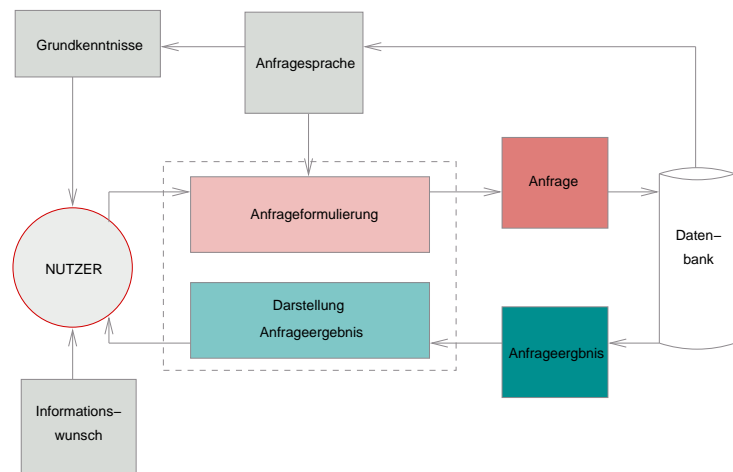 Grundkenntnisse
Anfragesprache
Anfrageformulierung
Anfrage
Daten–
bank
NUTZER
Darstellung
Anfrageergebnis
Anfrageergbnis
Informations–
wunsch